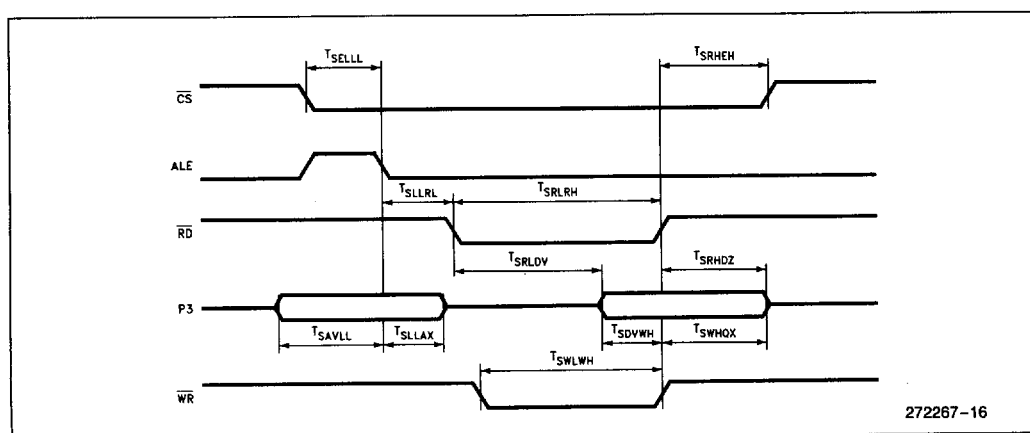 TSELLL
TSRHEH
CS
ALE
TSLLRL
TSRLRH
RD
TSRLDV
TSRHDZ
P3
TSAVLL
TSLLAX
TSDVWH
TSWHQX
TSWLWH
WR
272267-16